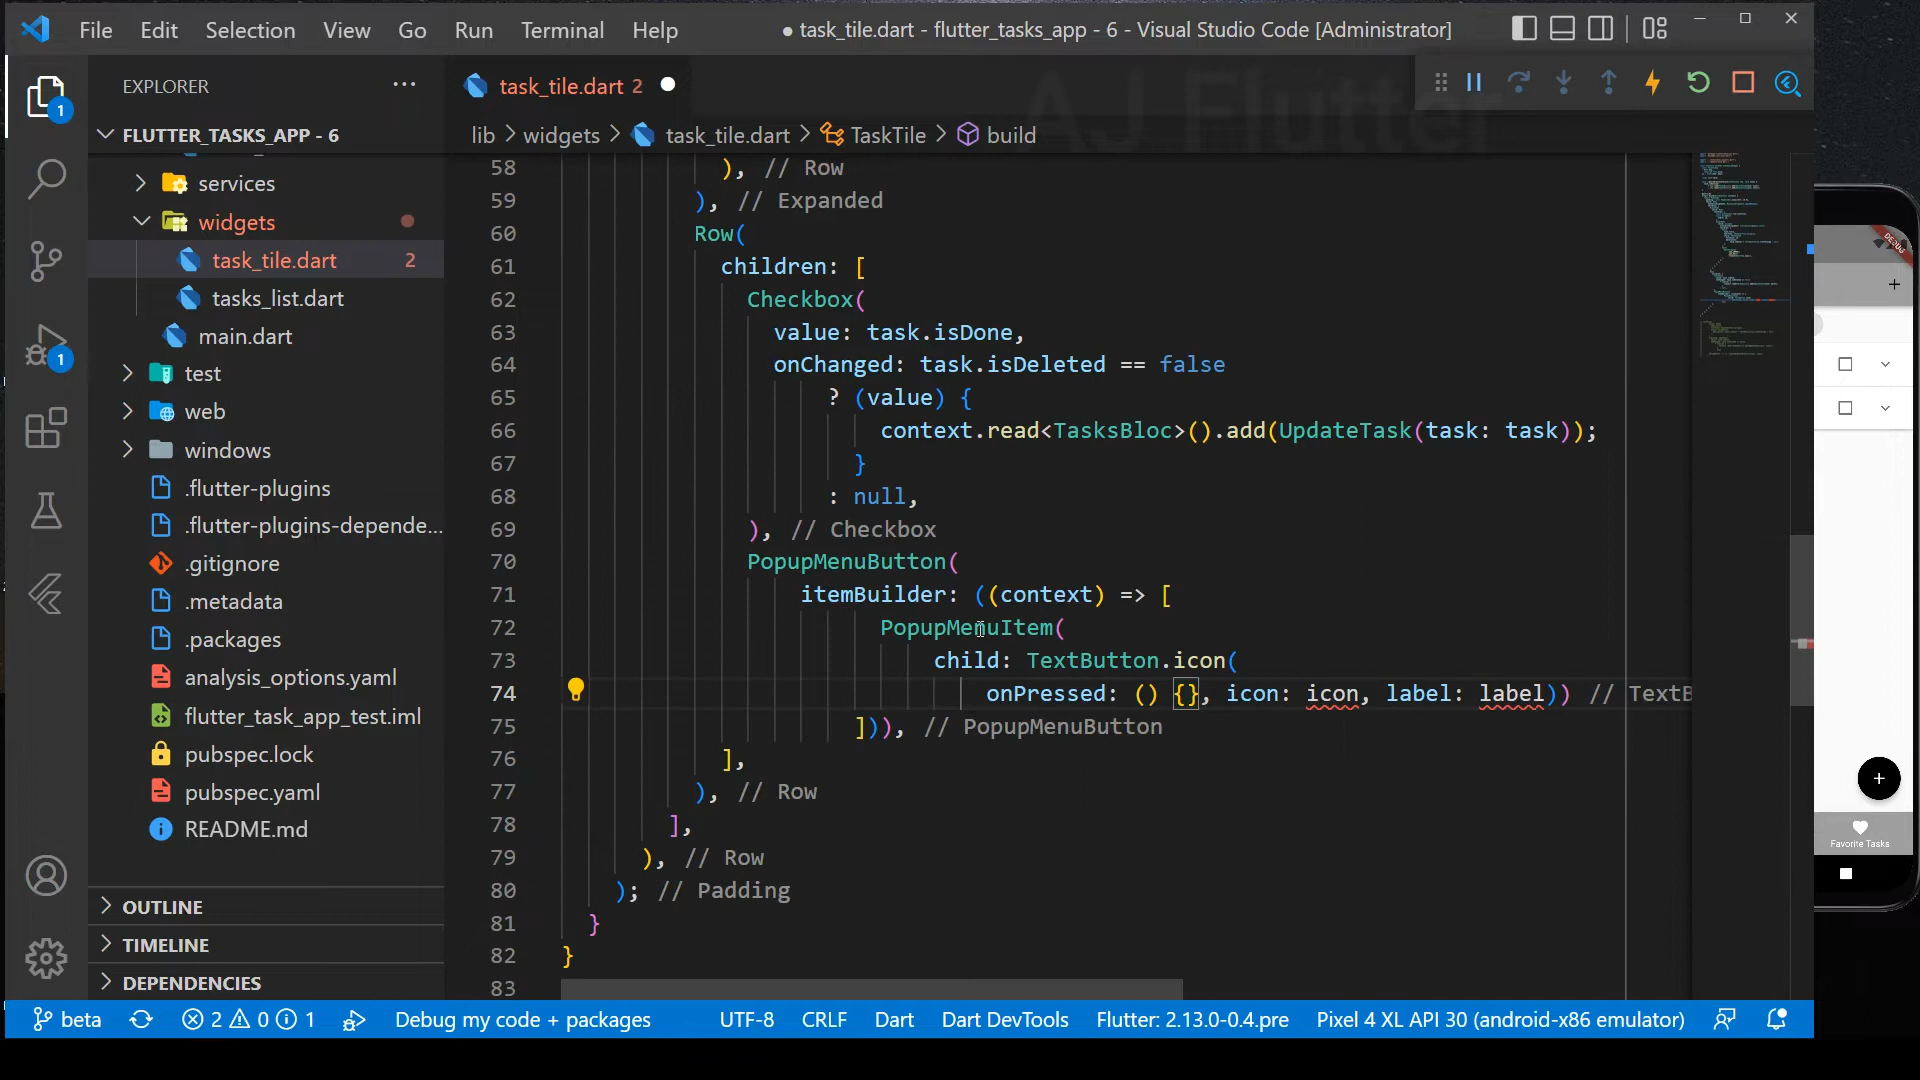 File Edit Selection View Go Run Terminal Help
● task_tile.dart - flutter_tasks_app - 6 - Visual Studio Code [Administrator]
EXPLORER
task_tile.dart 2
AJ Flutter
FLUTTER_TASKS_APP - 6
lib > widgets > task_tile.dart > TaskTile > build
services
widgets
task_tile.dart 2
tasks_list.dart
main.dart
test
web
windows
.flutter-plugins
.flutter-plugins-depende...
.gitignore
.metadata
.packages
analysis_options.yaml
flutter_task_app_test.iml
pubspec.lock
pubspec.yaml
README.md
OUTLINE
TIMELINE
DEPENDENCIES
1
1
58 ), // Row
59 ), // Expanded
60 Row(
61 children: [
62 Checkbox(
63 value: task.isDone,
64 onChanged: task.isDeleted == false
65 ? (value) {
66 context.read<TasksBloc>().add(UpdateTask(task: task));
67 }
68 : null,
69 ), // Checkbox
70 PopupMenuButton(
71 itemBuilder: ((context) => [
72 PopupMenuItem(
73 child: TextButton.icon(
74 onPressed: () {}, icon: icon, label: label)) // TextB
75 ])), // PopupMenuButton
76 ],
77 ), // Row
78 ],
79 ), // Row
80 ); // Padding
81 }
82 }
83
DEBUG
+
+
Favorite Tasks
beta 2 0 1 Debug my code + packages UTF-8 CRLF Dart Dart DevTools Flutter: 2.13.0-0.4.pre Pixel 4 XL API 30 (android-x86 emulator)